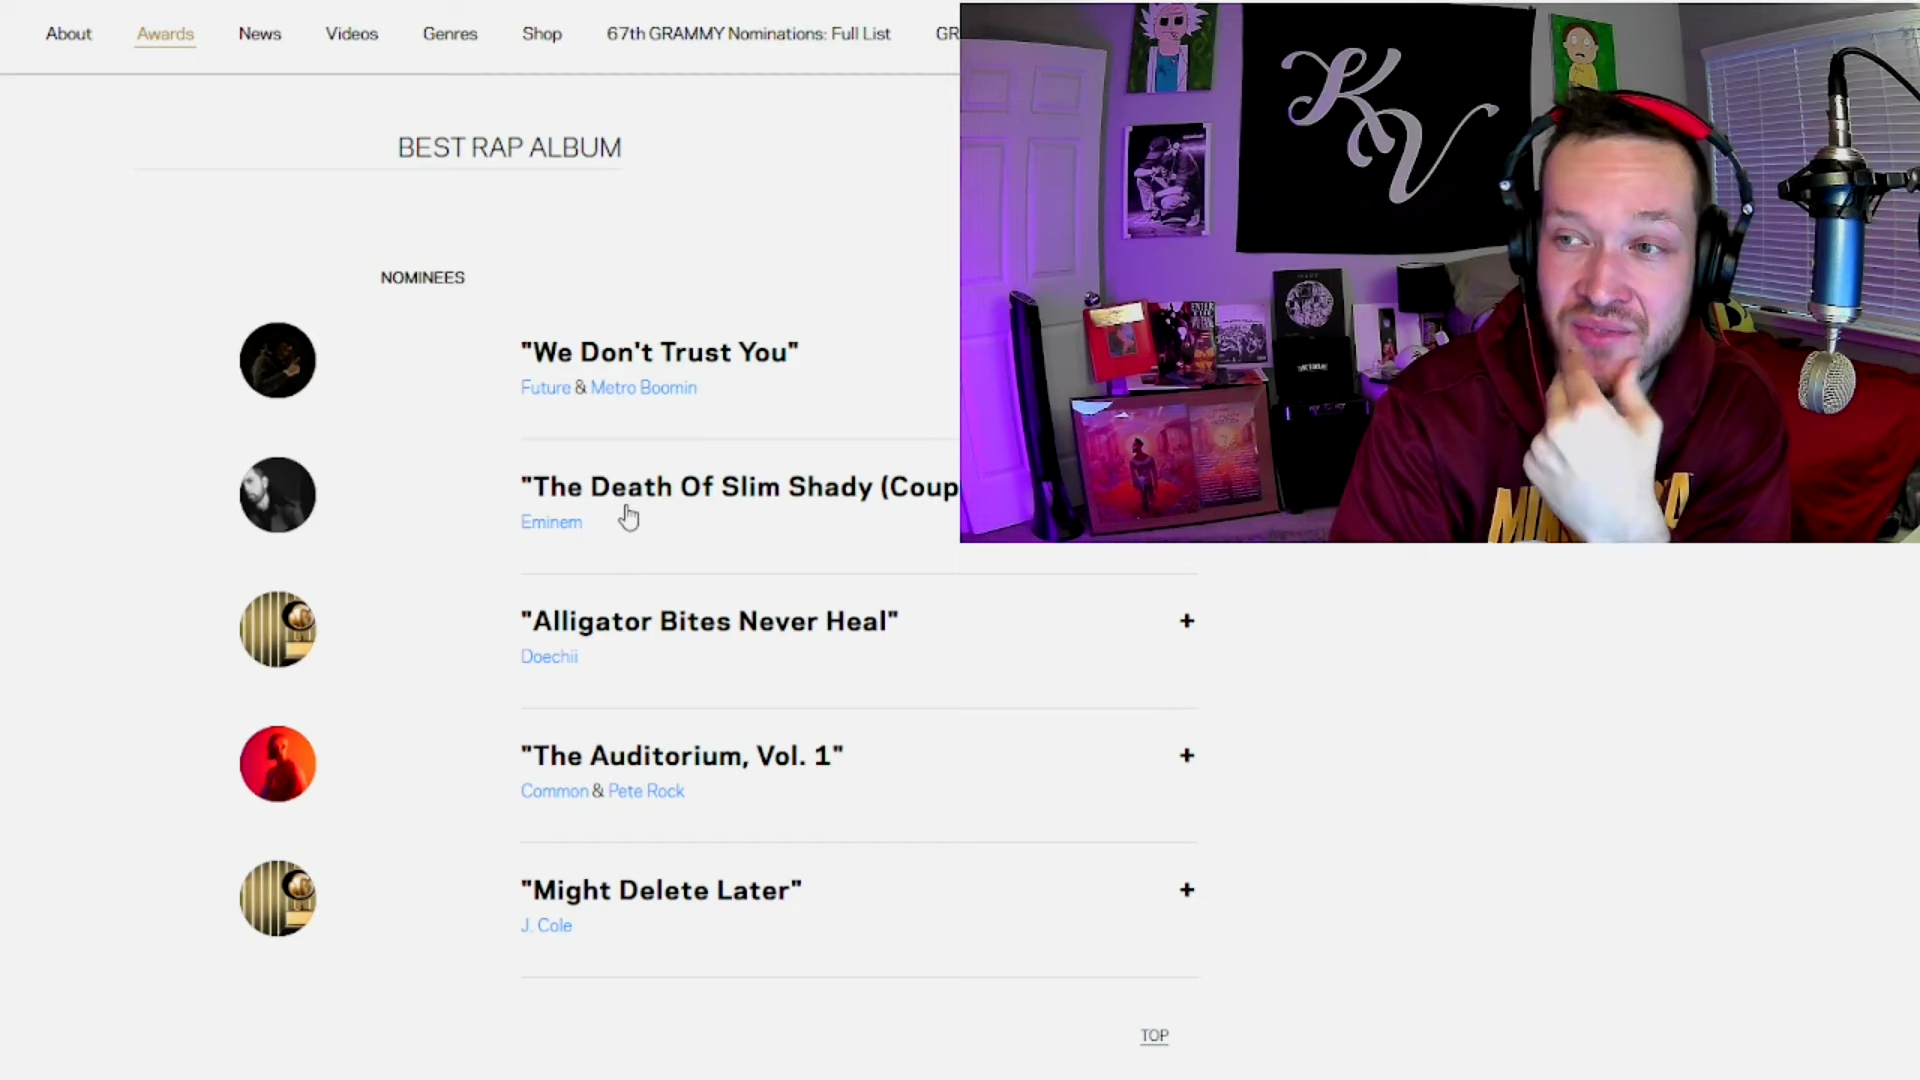 About Awards News Videos Genres Shop 67th GRAMMY Nominations: Full List GR
BEST RAP ALBUM
NOMINEES
"We Don't Trust You"
Future & Metro Boomin
"The Death Of Slim Shady (Coup
Eminem
"Alligator Bites Never Heal" +
Doechii
"The Auditorium, Vol. 1" +
Common & Pete Rock
"Might Delete Later" +
J. Cole
TOP
KV